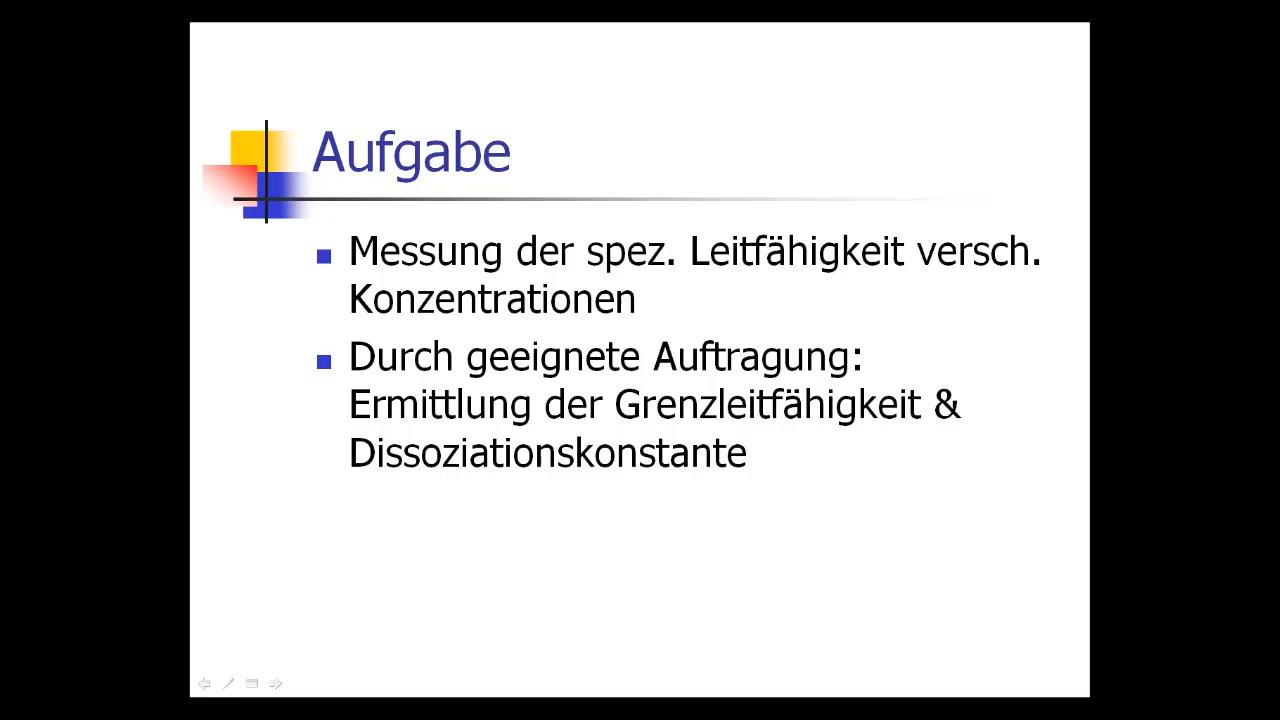 Aufgabe
Messung der spez. Leitfähigkeit versch.
Konzentrationen
Durch geeignete Auftragung:
Ermittlung der Grenzleitfähigkeit &
Dissoziationskonstante